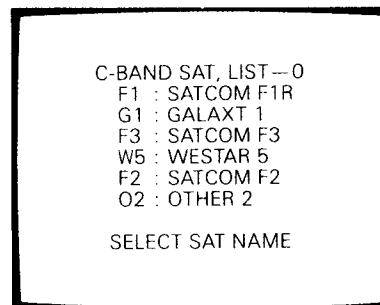 C-BAND SAT, LIST—0
F1 : SATCOM F1R
G1 : GALAXT 1
F3 : SATCOM F3
W5 : WESTAR 5
F2 : SATCOM F2
O2 : OTHER 2
SELECT SAT NAME